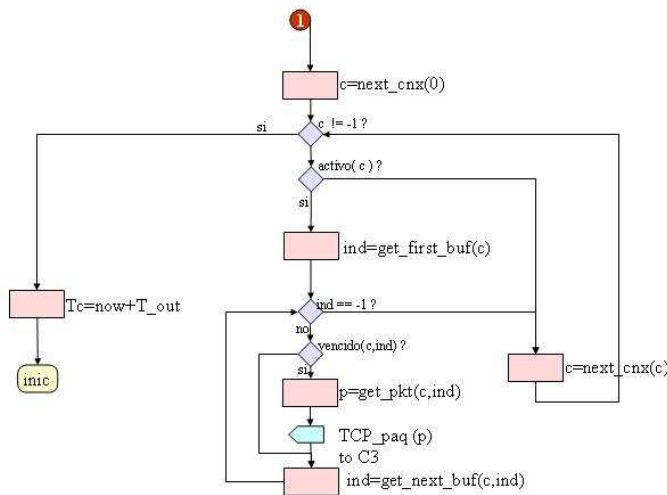 1
c=next_cnx(0)
si
c != -1 ?
activo( c ) ?
si
ind=get_first_buf(c)
Tc=now+T_out
ind == -1 ?
no
vencido(c,ind) ?
inic
si
c=next_cnx(c)
p=get_pkt(c,ind)
TCP_paq (p)
to C3
ind=get_next_buf(c,ind)